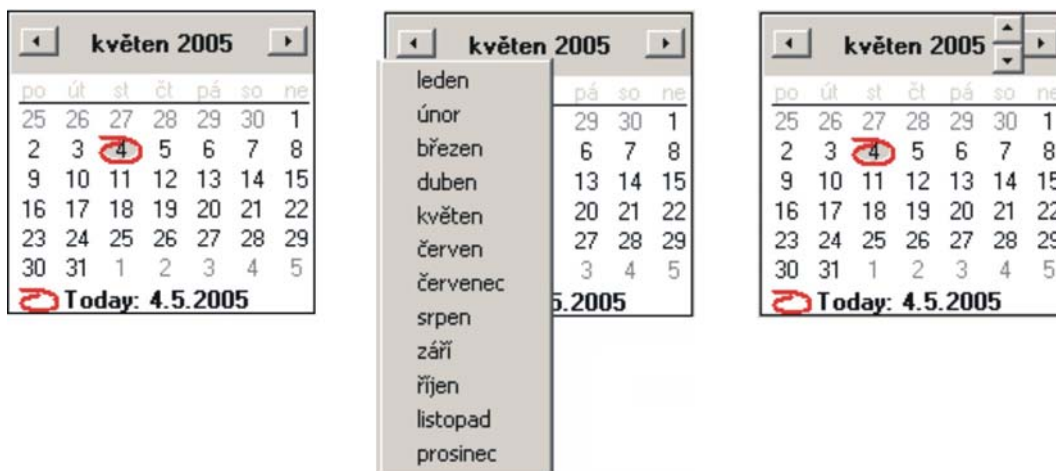 květen 2005
po út st čt pá so ne
25 26 27 28 29 30 1
2 3 4 5 6 7 8
9 10 11 12 13 14 15
16 17 18 19 20 21 22
23 24 25 26 27 28 29
30 31 1 2 3 4 5
Today: 4.5.2005
květen 2005
leden
únor
březen
duben
květen
červen
červenec
srpen
září
říjen
listopad
prosinec
pá so ne
29 30 1
6 7 8
13 14 15
20 21 22
27 28 29
3 4 5
5.2005
květen 2005
po út st čt pá so ne
25 26 27 28 29 30 1
2 3 4 5 6 7 8
9 10 11 12 13 14 15
16 17 18 19 20 21 22
23 24 25 26 27 28 29
30 31 1 2 3 4 5
Today: 4.5.2005